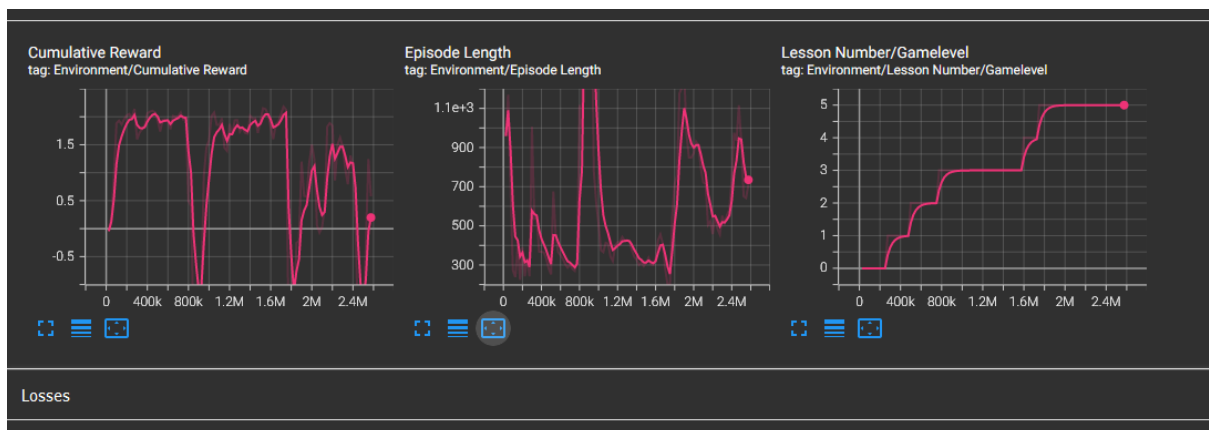 Cumulative Reward
tag: Environment/Cumulative Reward
1.5
0.5
-0.5
0 400k 800k 1.2M 1.6M 2M 2.4M
Episode Length
tag: Environment/Episode Length
1.1e+3
900
700
500
300
0 400k 800k 1.2M 1.6M 2M 2.4M
Lesson Number/Gamelevel
tag: Environment/Lesson Number/Gamelevel
5
4
3
2
1
0
0 400k 800k 1.2M 1.6M 2M 2.4M
Losses